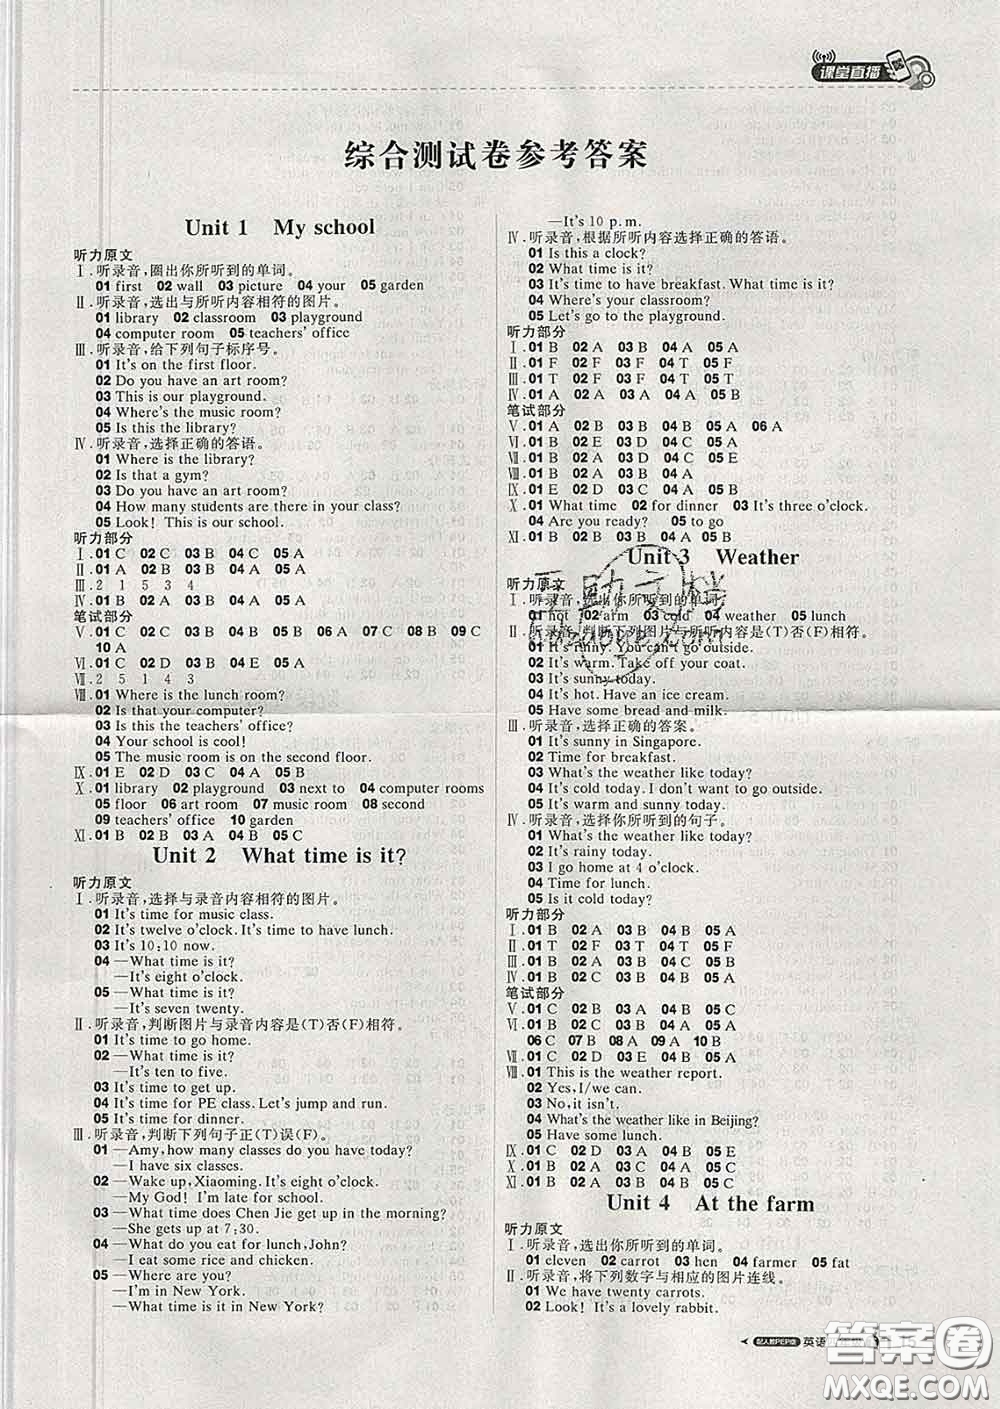 课堂直播
综合测试卷参考答案
Unit 1 My school
听力原文
Ⅰ.听录音,圈出你所听到的单词。
01 first 02 wall 03 picture 04 your 05 garden
Ⅱ.听录音,选出与所听内容相符的图片。
01 library 02 classroom 03 playground
04 computer room 05 teachers' office
Ⅲ.听录音,给下列句子标序号。
01 It's on the first floor.
02 Do you have an art room?
03 This is our playground.
04 Where's the music room?
05 Is this the library?
Ⅳ.听录音,选择正确的答语。
01 Where is the library?
02 Is that a gym?
03 Do you have an art room?
04 How many students are there in your class?
05 Look! This is our school.
听力部分
Ⅰ.01 C 02 C 03 B 04 C 05 A
Ⅱ.01 A 02 B 03 B 04 A 05 A
Ⅲ.2 1 5 3 4
Ⅳ.01 A 02 B 03 A 04 B 05 A
笔试部分
Ⅴ.01 C 02 C 03 B 04 B 05 B 06 A 07 C 08 B 09 C
10 A
Ⅵ.01 C 02 D 03 B 04 E 05 A
Ⅶ.2 5 1 4 3
Ⅷ.01 Where is the lunch room?
02 Is that your computer?
03 Is this the teachers' office?
04 Your school is cool!
05 The music room is on the second floor.
Ⅸ.01 E 02 D 03 C 04 A 05 B
Ⅹ.01 library 02 playground 03 next to 04 computer rooms
05 floor 06 art room 07 music room 08 second
09 teachers' office 10 garden
Ⅺ.01 B 02 B 03 A 04 B 05 C
Unit 2 What time is it?
听力原文
Ⅰ.听录音,选择与录音内容相符的图片。
01 It's time for music class.
02 It's twelve o'clock. It's time to have lunch.
03 It's 10:10 now.
04 —What time is it?
—It's eight o'clock.
05 —What time is it?
—It's seven twenty.
Ⅱ.听录音,判断图片与录音内容是(T)否(F)相符。
01 It's time to go home.
02 —What time is it?
—It's ten to five.
03 It's time to get up.
04 It's time for PE class. Let's jump and run.
05 It's time for dinner.
Ⅲ.听录音,判断下列句子正(T)误(F)。
01 —Amy, how many classes do you have today?
—I have six classes.
02 —Wake up, Xiaoming. It's eight o'clock.
—My God! I'm late for school.
03 —What time does Chen Jie get up in the morning?
—She gets up at 7:30.
04 —What do you eat for lunch, John?
—I eat some rice and chicken.
05 —Where are you?
—I'm in New York.
—What time is it in New York?
—It's 10 p.m.
Ⅳ.听录音,根据所听内容选择正确的答语。
01 Is this a clock?
02 What time is it?
03 It's time to have breakfast. What time is it?
04 Where's your classroom?
05 Let's go to the playground.
听力部分
Ⅰ.01 B 02 A 03 B 04 A 05 A
Ⅱ.01 F 02 F 03 F 04 T 05 F
Ⅲ.01 T 02 F 03 F 04 T 05 F
Ⅳ.01 A 02 A 03 A 04 A 05 B
笔试部分
Ⅴ.01 A 02 B 03 B 04 B 05 A 06 A
Ⅵ.01 B 02 E 03 D 04 C 05 A
Ⅶ.01 B 02 A 03 D 04 C 05 E
Ⅷ.01 B 02 A 03 B 04 A
Ⅸ.01 E 02 D 03 C 04 A 05 B
Ⅹ.01 What time 02 for dinner 03 It's three o'clock.
04 Are you ready? 05 to go
Ⅺ.01 B 02 C 03 A 04 B 05 C
Unit 3 Weather
听力原文
Ⅰ.听录音,选出你所听到的单词。
01 hot 02 farm 03 cold 04 weather 05 lunch
Ⅱ.听录音,判断下列图片与所听内容是(T)否(F)相符。
01 It's rainy. You can't go outside.
02 It's warm. Take off your coat.
03 It's sunny today.
04 It's hot. Have an ice cream.
05 Have some bread and milk.
Ⅲ.听录音,选择正确的答案。
01 It's sunny in Singapore.
02 Time for breakfast.
03 What's the weather like today?
04 It's cold today. I don't want to go outside.
05 It's warm and sunny today.
Ⅳ.听录音,选择你所听到的句子。
01 What's the weather like today?
02 It's rainy today.
03 I go home at 4 o'clock.
04 Time for lunch.
05 Is it cold today?
听力部分
Ⅰ.01 B 02 A 03 B 04 B 05 A
Ⅱ.01 T 02 F 03 T 04 T 05 F
Ⅲ.01 B 02 A 03 B 04 B 05 A
Ⅳ.01 B 02 C 03 B 04 B 05 A
笔试部分
Ⅴ.01 C 02 B 03 A 04 A 05 C
Ⅵ.01 B 02 C 03 B 04 A 05 A
06 C 07 B 08 A 09 A 10 B
Ⅶ.01 C 02 D 03 E 04 B 05 A
Ⅷ.01 This is the weather report.
02 Yes, I/we can.
03 No, it isn't.
04 What's the weather like in Beijing?
05 Have some lunch.
Ⅸ.01 C 02 D 03 A 04 B 05 E
Ⅹ.01 B 02 A 03 B 04 A 05 C
Ⅺ.01 B 02 A 03 C 04 B 05 C
Unit 4 At the farm
听力原文
Ⅰ.听录音,选出你所听到的单词。
01 eleven 02 carrot 03 hen 04 farmer 05 fat
Ⅱ.听录音,将下列数字与相应的图片连线。
01 We have twenty carrots.
02 Look! It's a lovely rabbit.
配人教PEP版 英语
答案圈
MXQE.COM